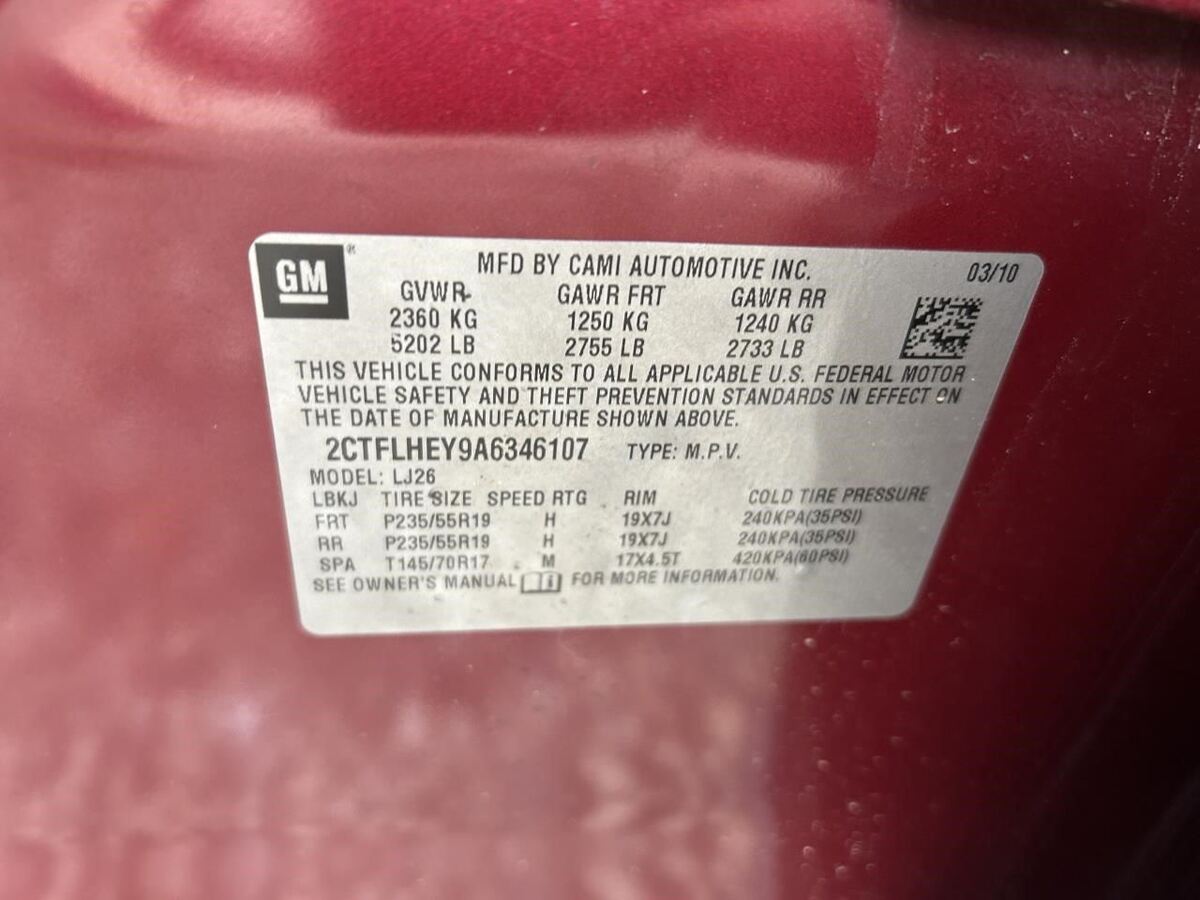 GM ® MFD BY CAMI AUTOMOTIVE INC. 03/10
GVWR GAWR FRT GAWR RR
2360 KG 1250 KG 1240 KG
5202 LB 2755 LB 2733 LB
THIS VEHICLE CONFORMS TO ALL APPLICABLE U.S. FEDERAL MOTOR
VEHICLE SAFETY AND THEFT PREVENTION STANDARDS IN EFFECT ON
THE DATE OF MANUFACTURE SHOWN ABOVE.
2CTFLHEY9A6346107 TYPE: M.P.V.
MODEL: LJ26
LBKJ TIRE SIZE SPEED RTG RIM COLD TIRE PRESSURE
FRT P235/55R19 H 19X7J 240KPA(35PSI)
RR P235/55R19 H 19X7J 240KPA(35PSI)
SPA T145/70R17 M 17X4.5T 420KPA(60PSI)
SEE OWNER'S MANUAL i FOR MORE INFORMATION.